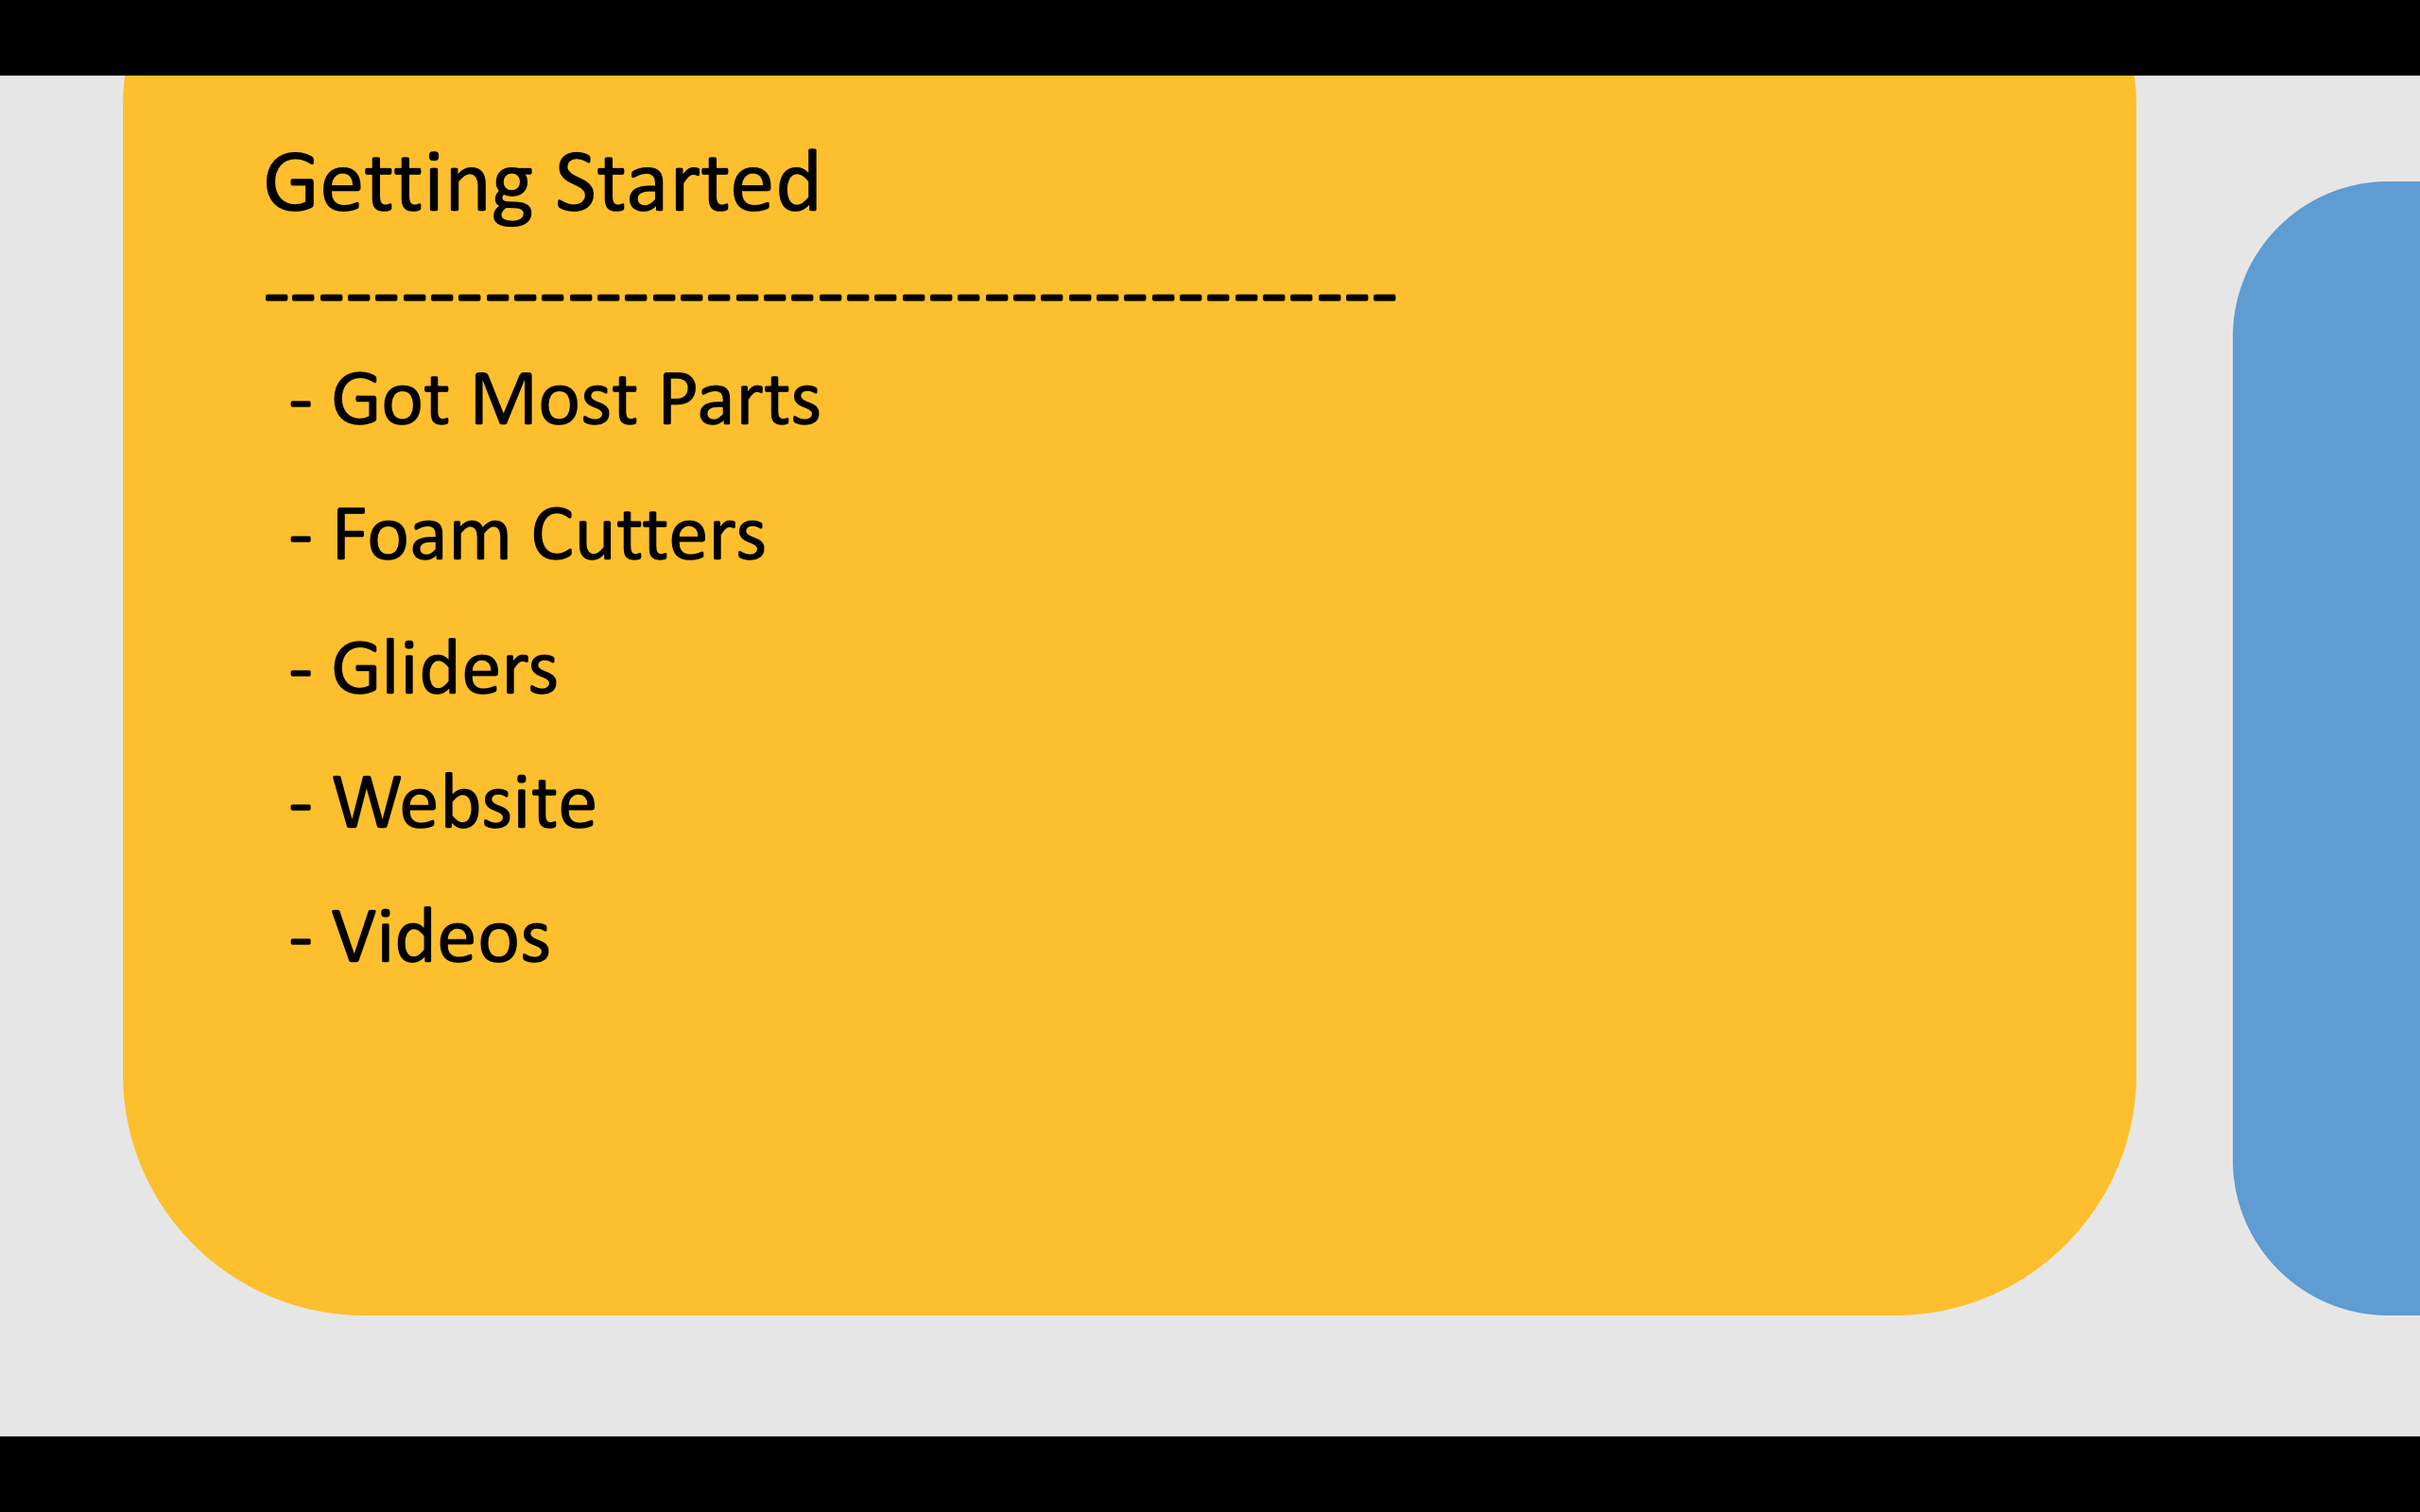 Getting Started
-----------------------------------------
- Got Most Parts
- Foam Cutters
- Gliders
- Website
- Videos